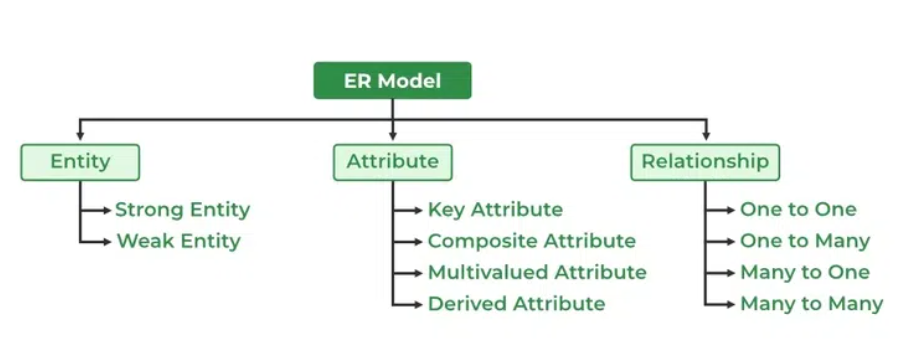 ER Model
Entity
Attribute
Relationship
Strong Entity
Weak Entity
Key Attribute
Composite Attribute
Multivalued Attribute
Derived Attribute
One to One
One to Many
Many to One
Many to Many